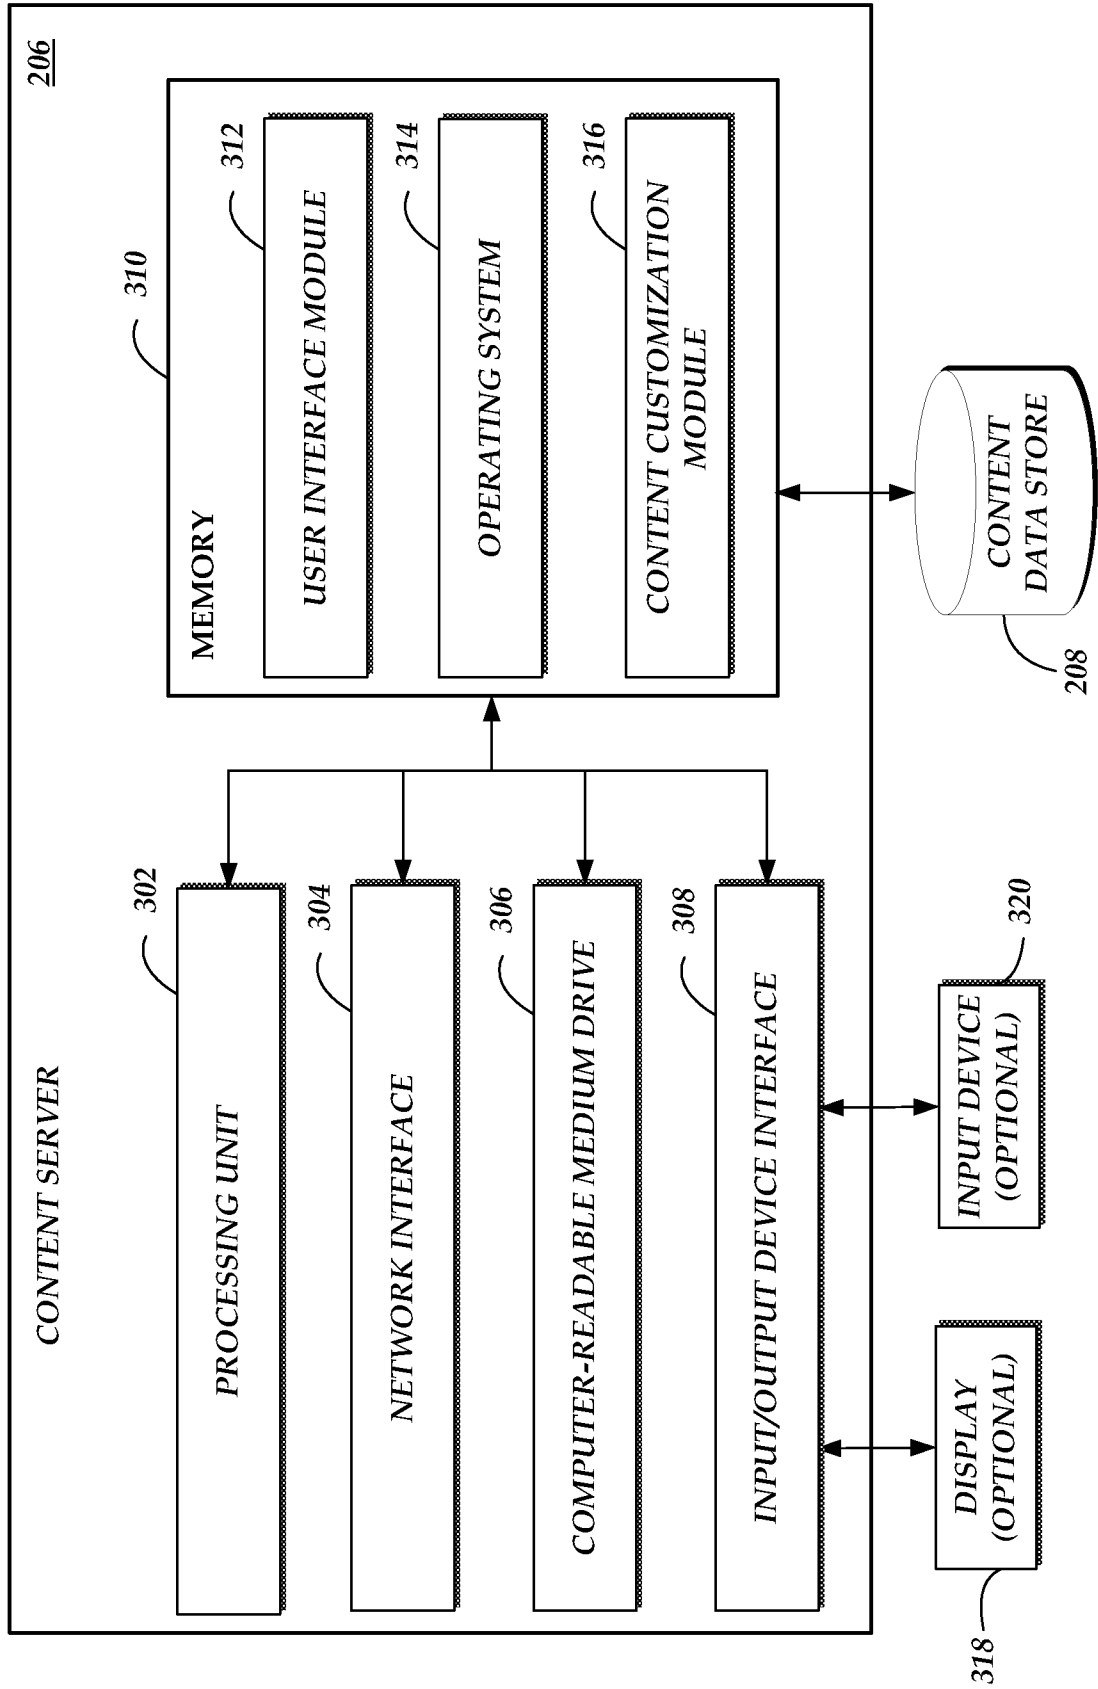 CONTENT SERVER
206
302
PROCESSING UNIT
304
NETWORK INTERFACE
306
COMPUTER-READABLE MEDIUM DRIVE
308
INPUT/OUTPUT DEVICE INTERFACE
310
MEMORY
312
USER INTERFACE MODULE
314
OPERATING SYSTEM
316
CONTENT CUSTOMIZATION
MODULE
318
DISPLAY
(OPTIONAL)
320
INPUT DEVICE
(OPTIONAL)
208
CONTENT
DATA STORE